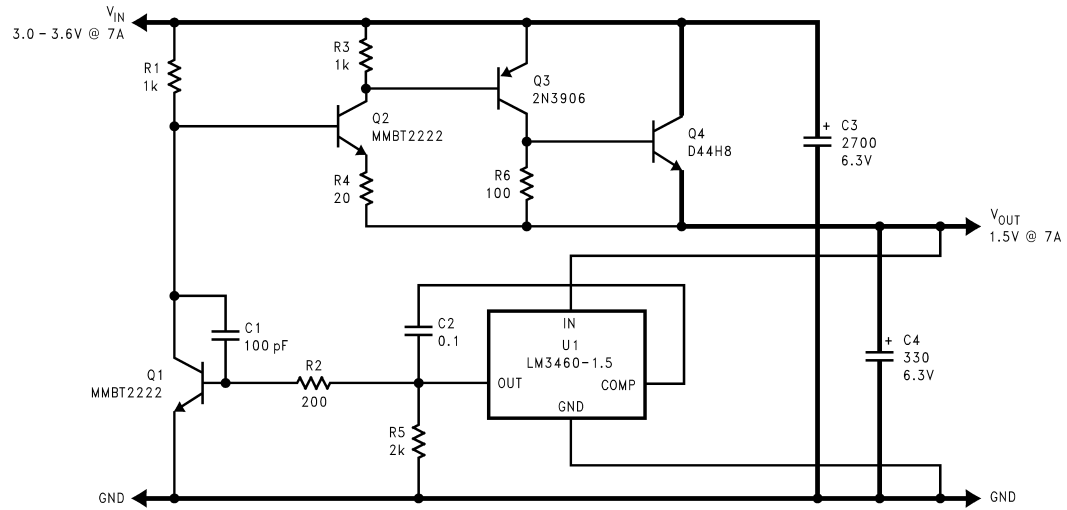 VIN
3.0 – 3.6V @ 7A
R1
1k
R3
1k
Q2
MMBT2222
R4
20
Q3
2N3906
R6
100
Q4
D44H8
+ C3
2700
6.3V
VOUT
1.5V @ 7A
C1
100 pF
C2
0.1
IN
U1
LM3460-1.5
OUT
COMP
GND
+ C4
330
6.3V
Q1
MMBT2222
R2
200
R5
2k
GND
GND